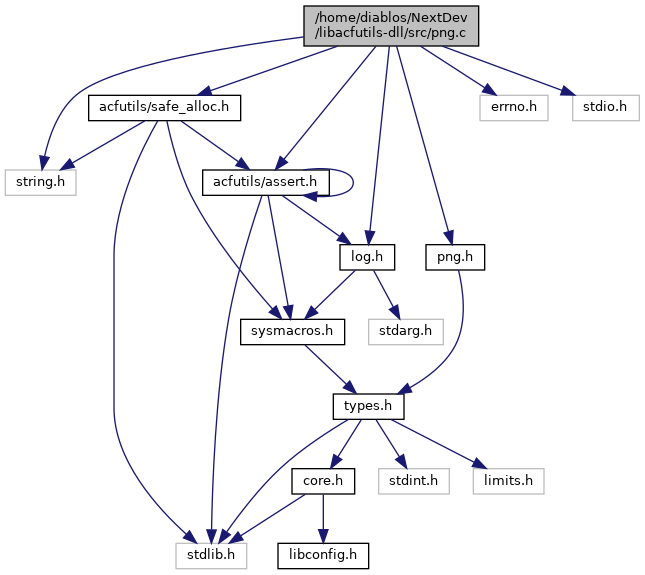 /home/diablos/NextDev
/libacfutils-dll/src/png.c
acfutils/safe_alloc.h
errno.h
stdio.h
string.h
acfutils/assert.h
log.h
png.h
sysmacros.h
stdarg.h
types.h
core.h
stdint.h
limits.h
stdlib.h
libconfig.h